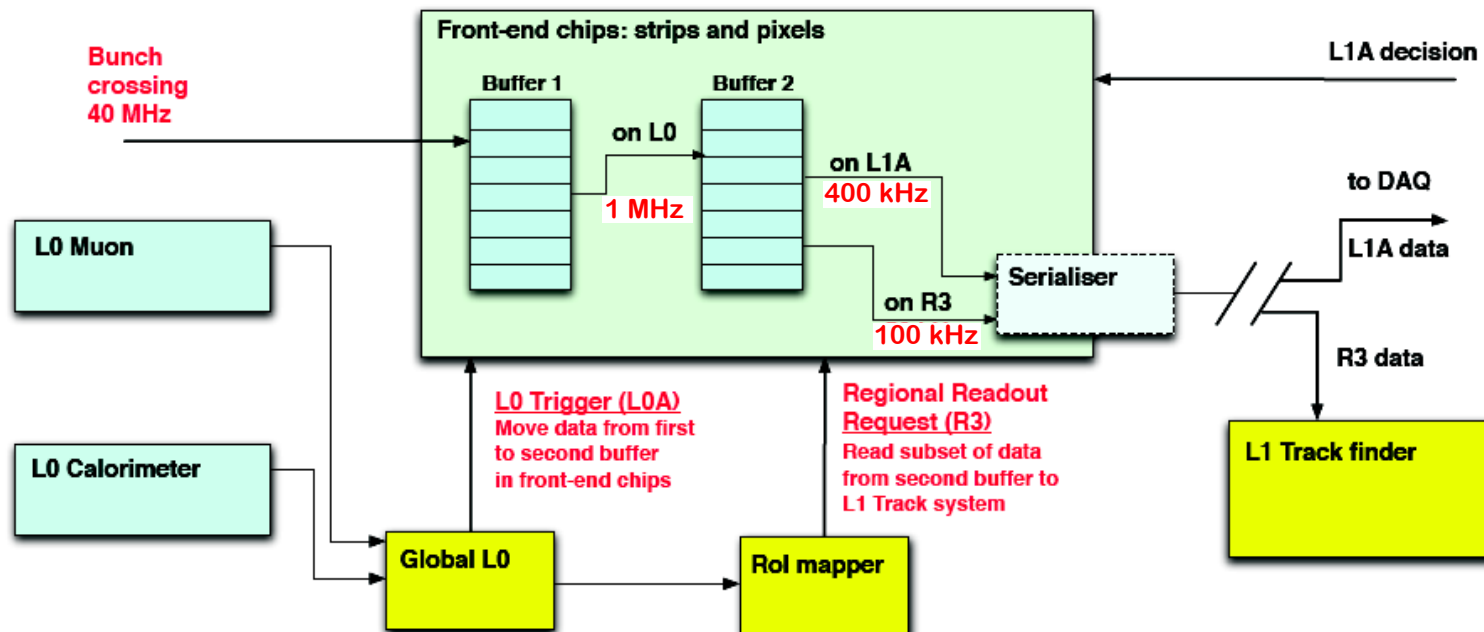 Front-end chips: strips and pixels
Bunch
crossing
40 MHz
L1A decision
Buffer 1
Buffer 2
on L0
1 MHz
on L1A
400 kHz
to DAQ
L1A data
L0 Muon
Serialiser
on R3
100 kHz
R3 data
L0 Trigger (L0A)
Move data from first
to second buffer
in front-end chips
Regional Readout
Request (R3)
Read subset of data
from second buffer to
L1 Track system
L0 Calorimeter
L1 Track finder
Global L0
RoI mapper